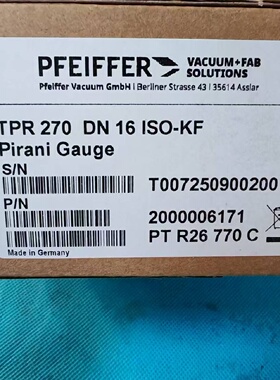 PFEIFFER VACUUM+FAB
SOLUTIONS
Pfeiffer Vacuum GmbH | Berliner Strasse 43 | 35614 Asslar
TPR 270 DN 16 ISO-KF
Pirani Gauge
S/N
T007250900200
P/N
2000006171
PT R26 770 C
Made in Germany